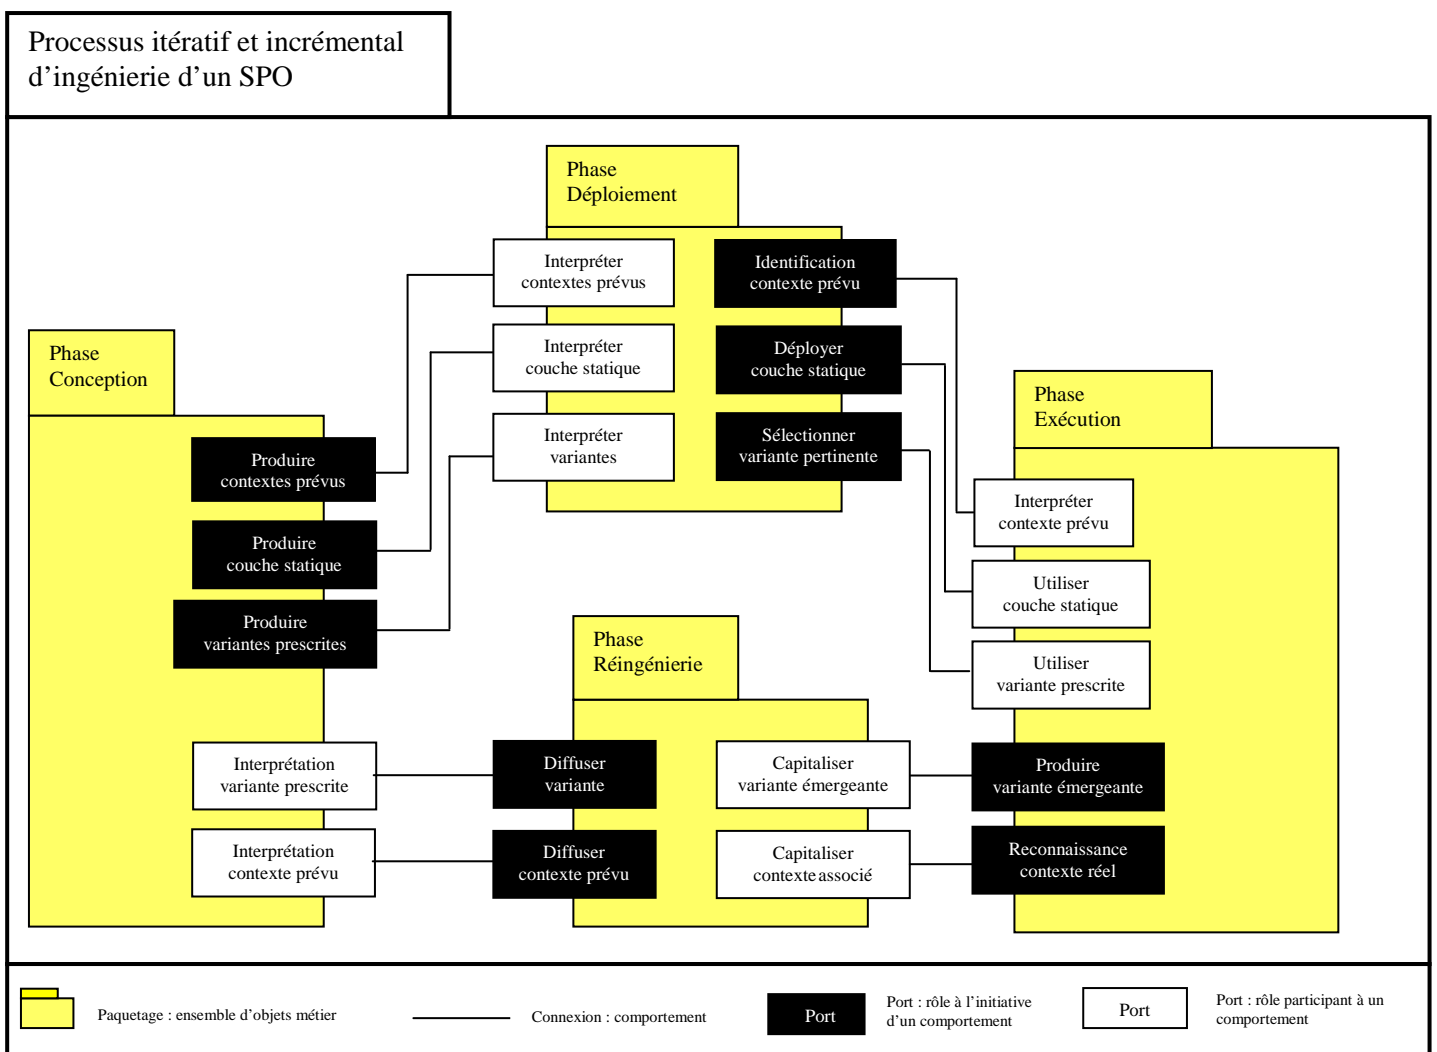 Processus itératif et incrémental
d’ingénierie d’un SPO
Phase
Déploiement
Interpréter
contextes prévus
Identification
contexte prévu
Interpréter
couche statique
Déployer
couche statique
Interpréter
variantes
Sélectionner
variante pertinente
Phase
Conception
Produire
contextes prévus
Produire
couche statique
Produire
variantes prescrites
Interprétation
variante prescrite
Interprétation
contexte prévu
Phase
Réingénierie
Diffuser
variante
Capitaliser
variante émergeante
Diffuser
contexte prévu
Capitaliser
contexte associé
Phase
Exécution
Interpréter
contexte prévu
Utiliser
couche statique
Utiliser
variante prescrite
Produire
variante émergeante
Reconnaissance
contexte réel
Paquetage : ensemble d’objets métier
Connexion : comportement
Port
Port : rôle à l’initiative
d’un comportement
Port
Port : rôle participant à un
comportement